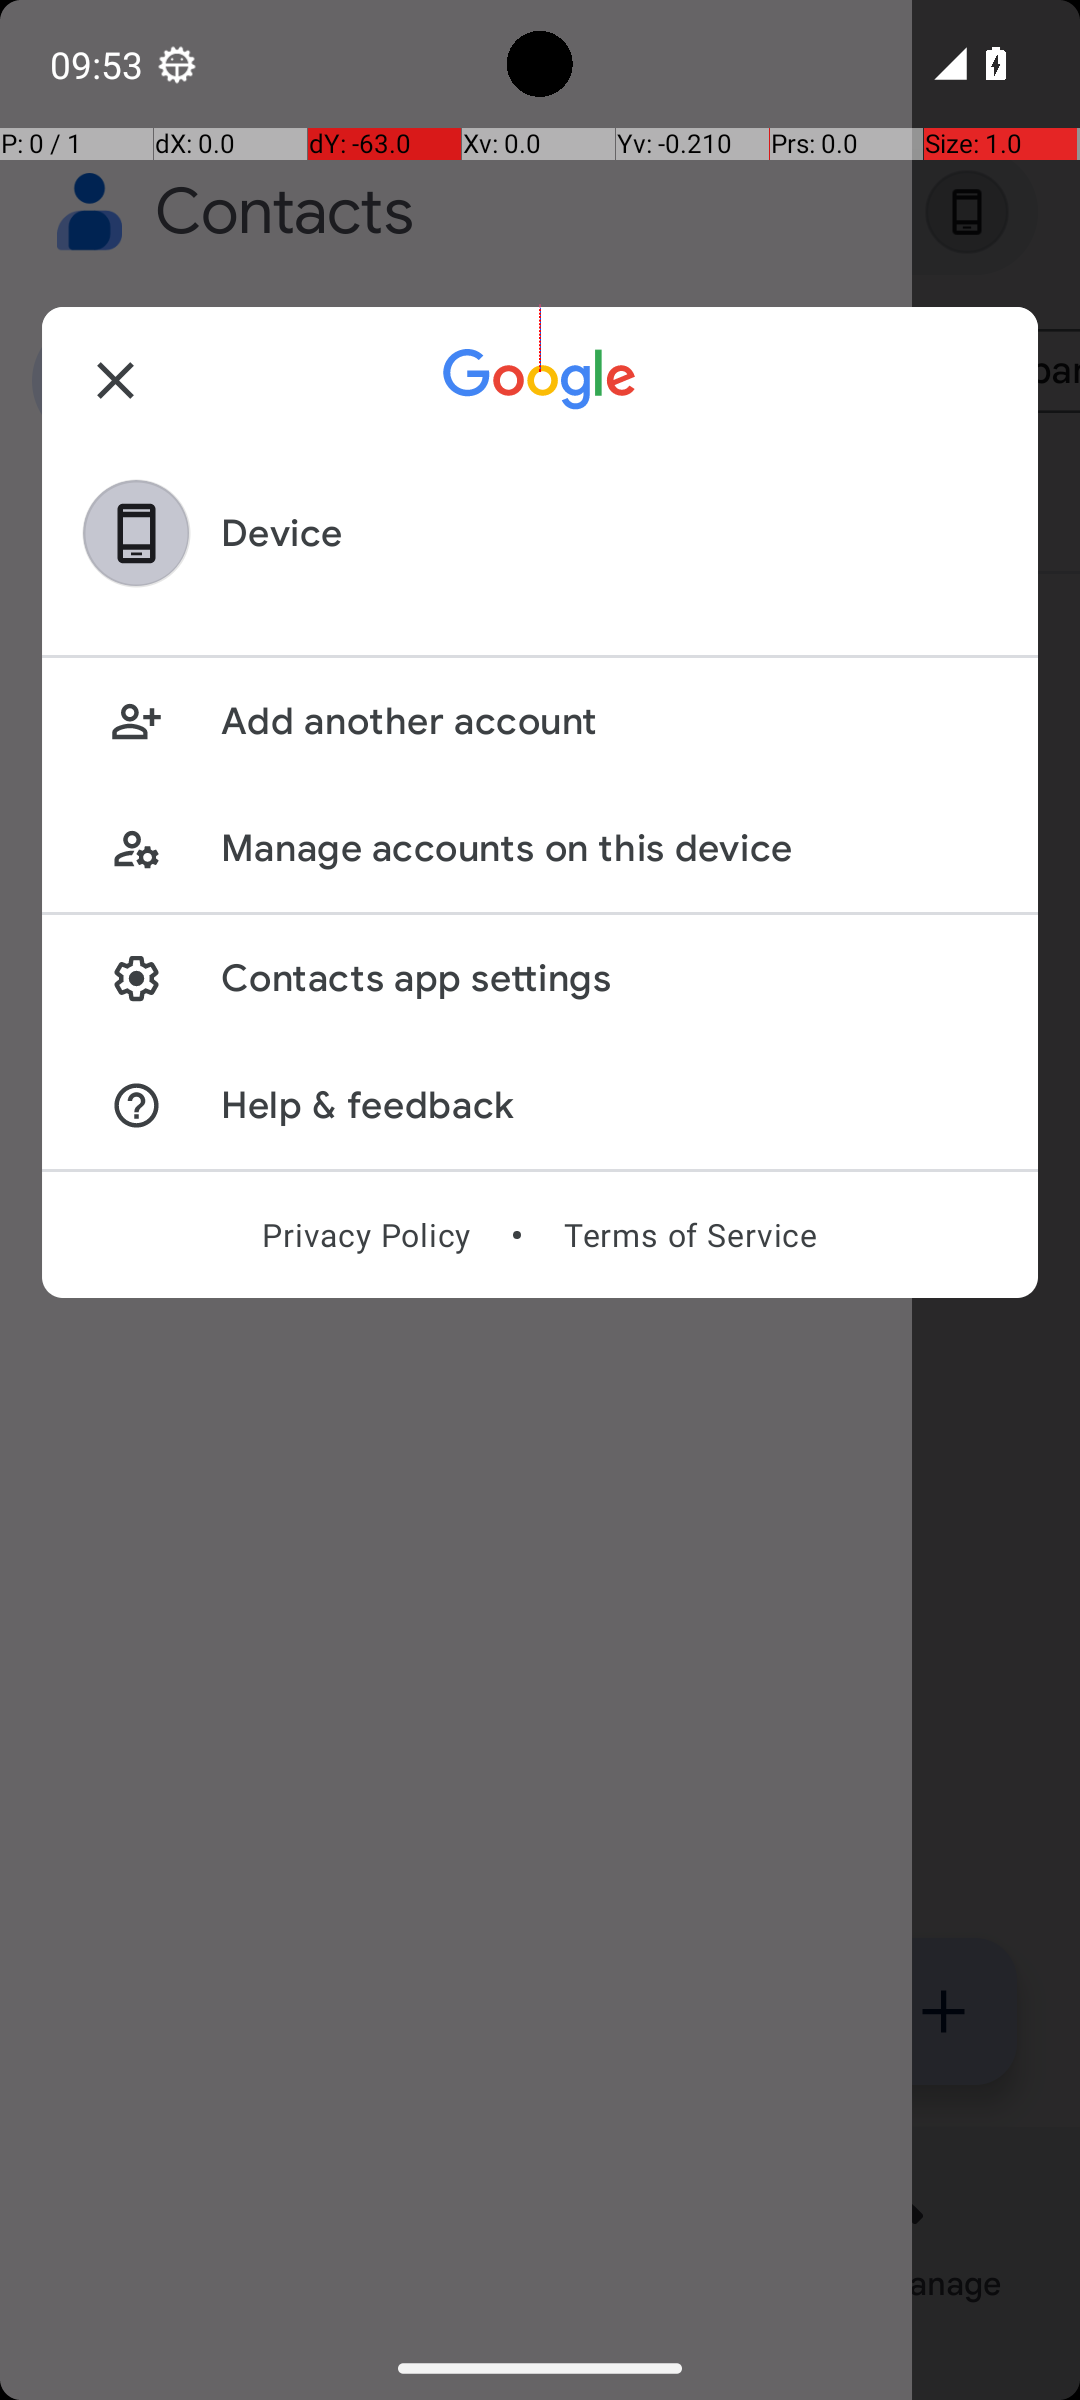 09:53
P: 0 / 1 dX: 0.0 dY: -63.0 Xv: 0.0 Yv: -0.210 Prs: 0.0 Size: 1.0
Contacts
Google
Device
Add another account
Manage accounts on this device
Contacts app settings
Help & feedback
Privacy Policy • Terms of Service
anage